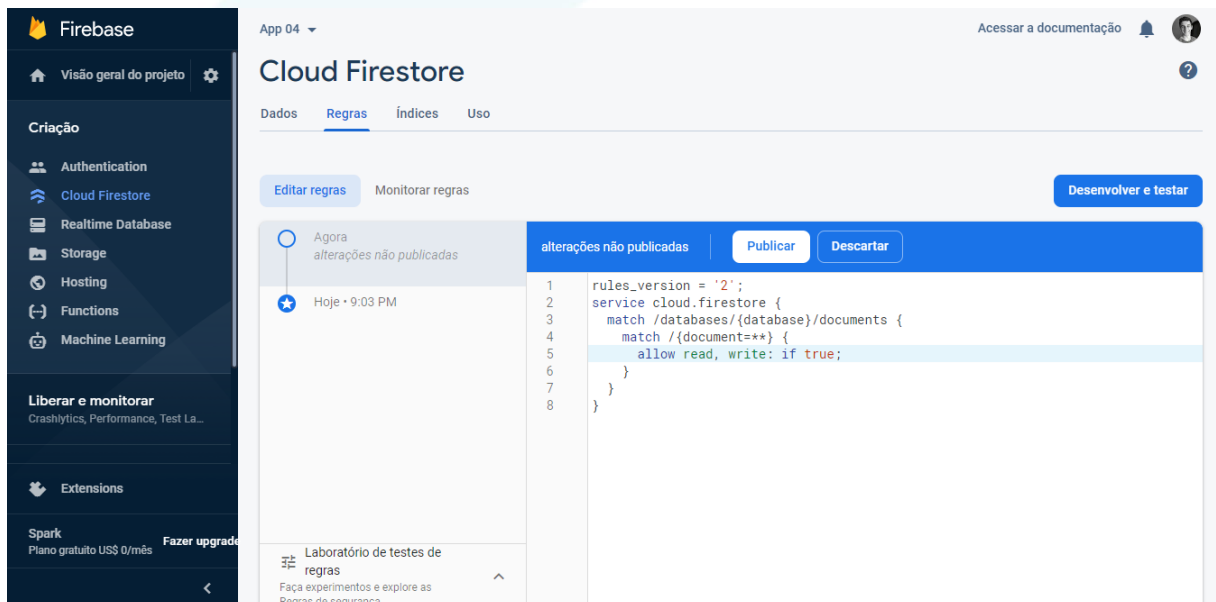 Firebase
Visão geral do projeto
Criação
Authentication
Cloud Firestore
Realtime Database
Storage
Hosting
Functions
Machine Learning
Liberar e monitorar
Crashlytics, Performance, Test La...
Extensions
Spark
Plano gratuito US$ 0/mês
Fazer upgrade
App 04
Acessar a documentação
Cloud Firestore
Dados
Regras
Índices
Uso
Editar regras
Monitorar regras
Desenvolver e testar
Agora
alterações não publicadas
Hoje • 9:03 PM
Laboratório de testes de
regras
Faça experimentos e explore as
Regras de segurança
alterações não publicadas
Publicar
Descartar
1 rules_version = '2';
2 service cloud.firestore {
3 match /databases/{database}/documents {
4 match /{document=**} {
5 allow read, write: if true;
6 }
7 }
8 }